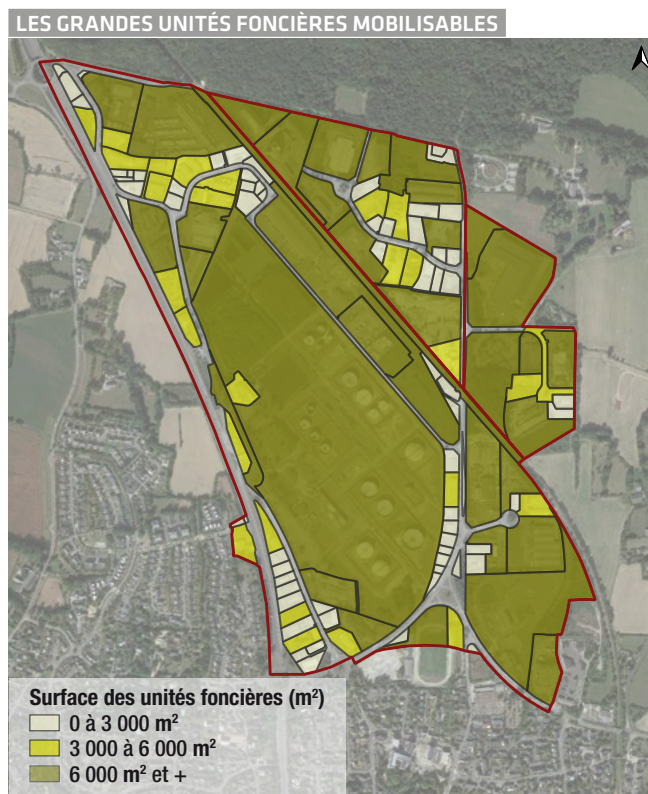 LES GRANDES UNITÉS FONCIÈRES MOBILISABLES
Surface des unités foncières (m²)
0 à 3 000 m²
3 000 à 6 000 m²
6 000 m² et +